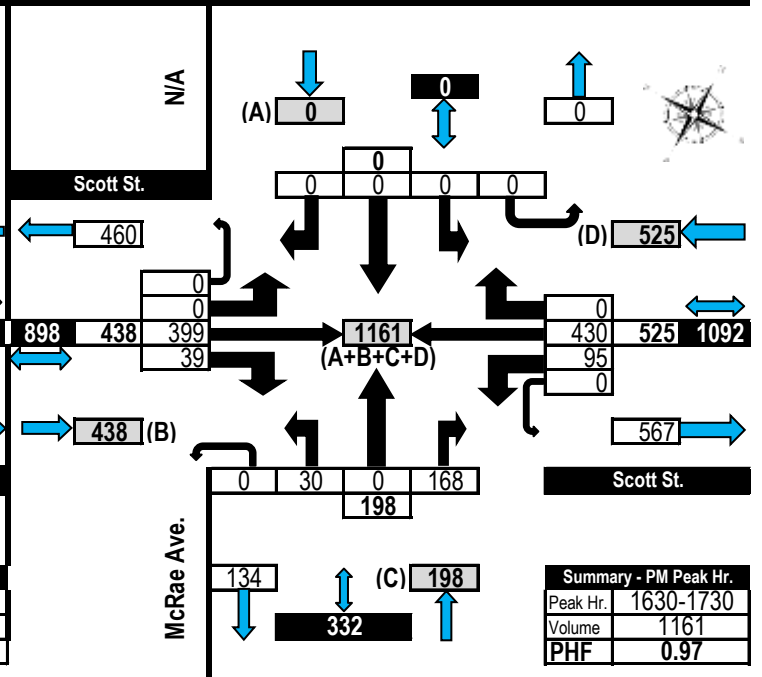 N/A
0
(A) 0
0
0
0 0 0 0
Scott St.
460
(D) 525
0
0
898 438 399
39
1161
(A+B+C+D)
0
430 525 1092
95
0
438 (B)
567
0 30 0 168
198
Scott St.
McRae Ave.
134
(C) 198
332
Summary - PM Peak Hr.
Peak Hr. 1630-1730
Volume 1161
PHF 0.97